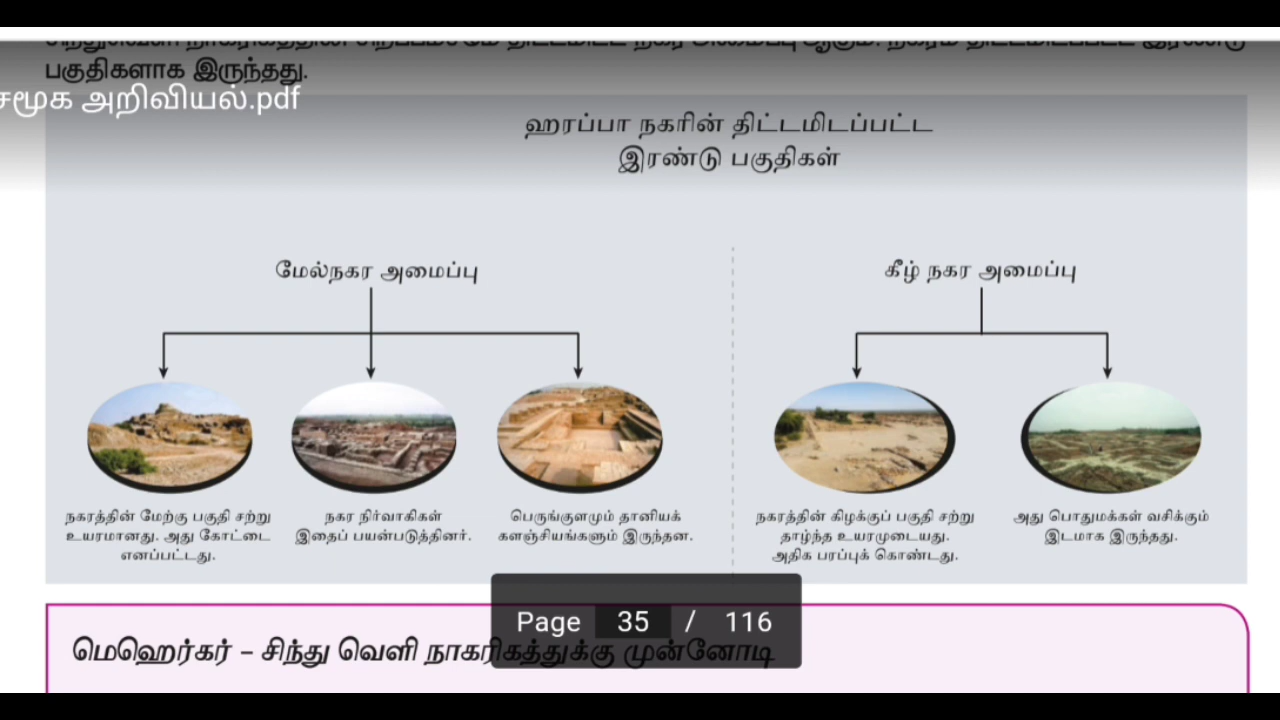 பகுதிகளாக இருந்தது.
சமூக அறிவியல்.pdf
ஹரப்பா நகரின் திட்டமிடப்பட்ட
இரண்டு பகுதிகள்
மேல்நகர அமைப்பு
கீழ் நகர அமைப்பு
நகரத்தின் மேற்கு பகுதி சற்று
உயரமானது. அது கோட்டை
எனப்பட்டது.
நகர நிர்வாகிகள்
இதைப் பயன்படுத்தினர்.
பெருங்குளமும் தானியக்
களஞ்சியங்களும் இருந்தன.
நகரத்தின் கிழக்குப் பகுதி சற்று
தாழ்ந்த உயரமுடையது.
அதிக பரப்புக் கொண்டது.
அது பொதுமக்கள் வசிக்கும்
இடமாக இருந்தது.
Page 35 / 116
மெஹெர்கர் – சிந்து வெளி நாகரிகத்துக்கு முன்னோடி